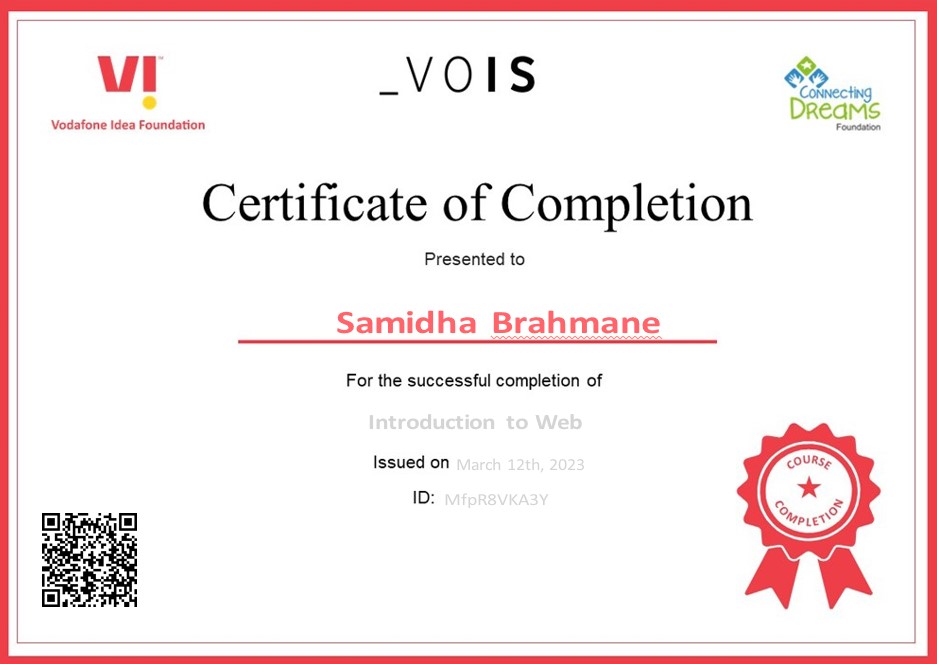 VI™
Vodafone Idea Foundation
_VOIS
Connecting
Dreams
Foundation
Certificate of Completion
Presented to
Samidha Brahmane
For the successful completion of
Introduction to Web
Issued on March 12th, 2023
ID: MfpR8VKA3Y
COURSE
COMPLETION